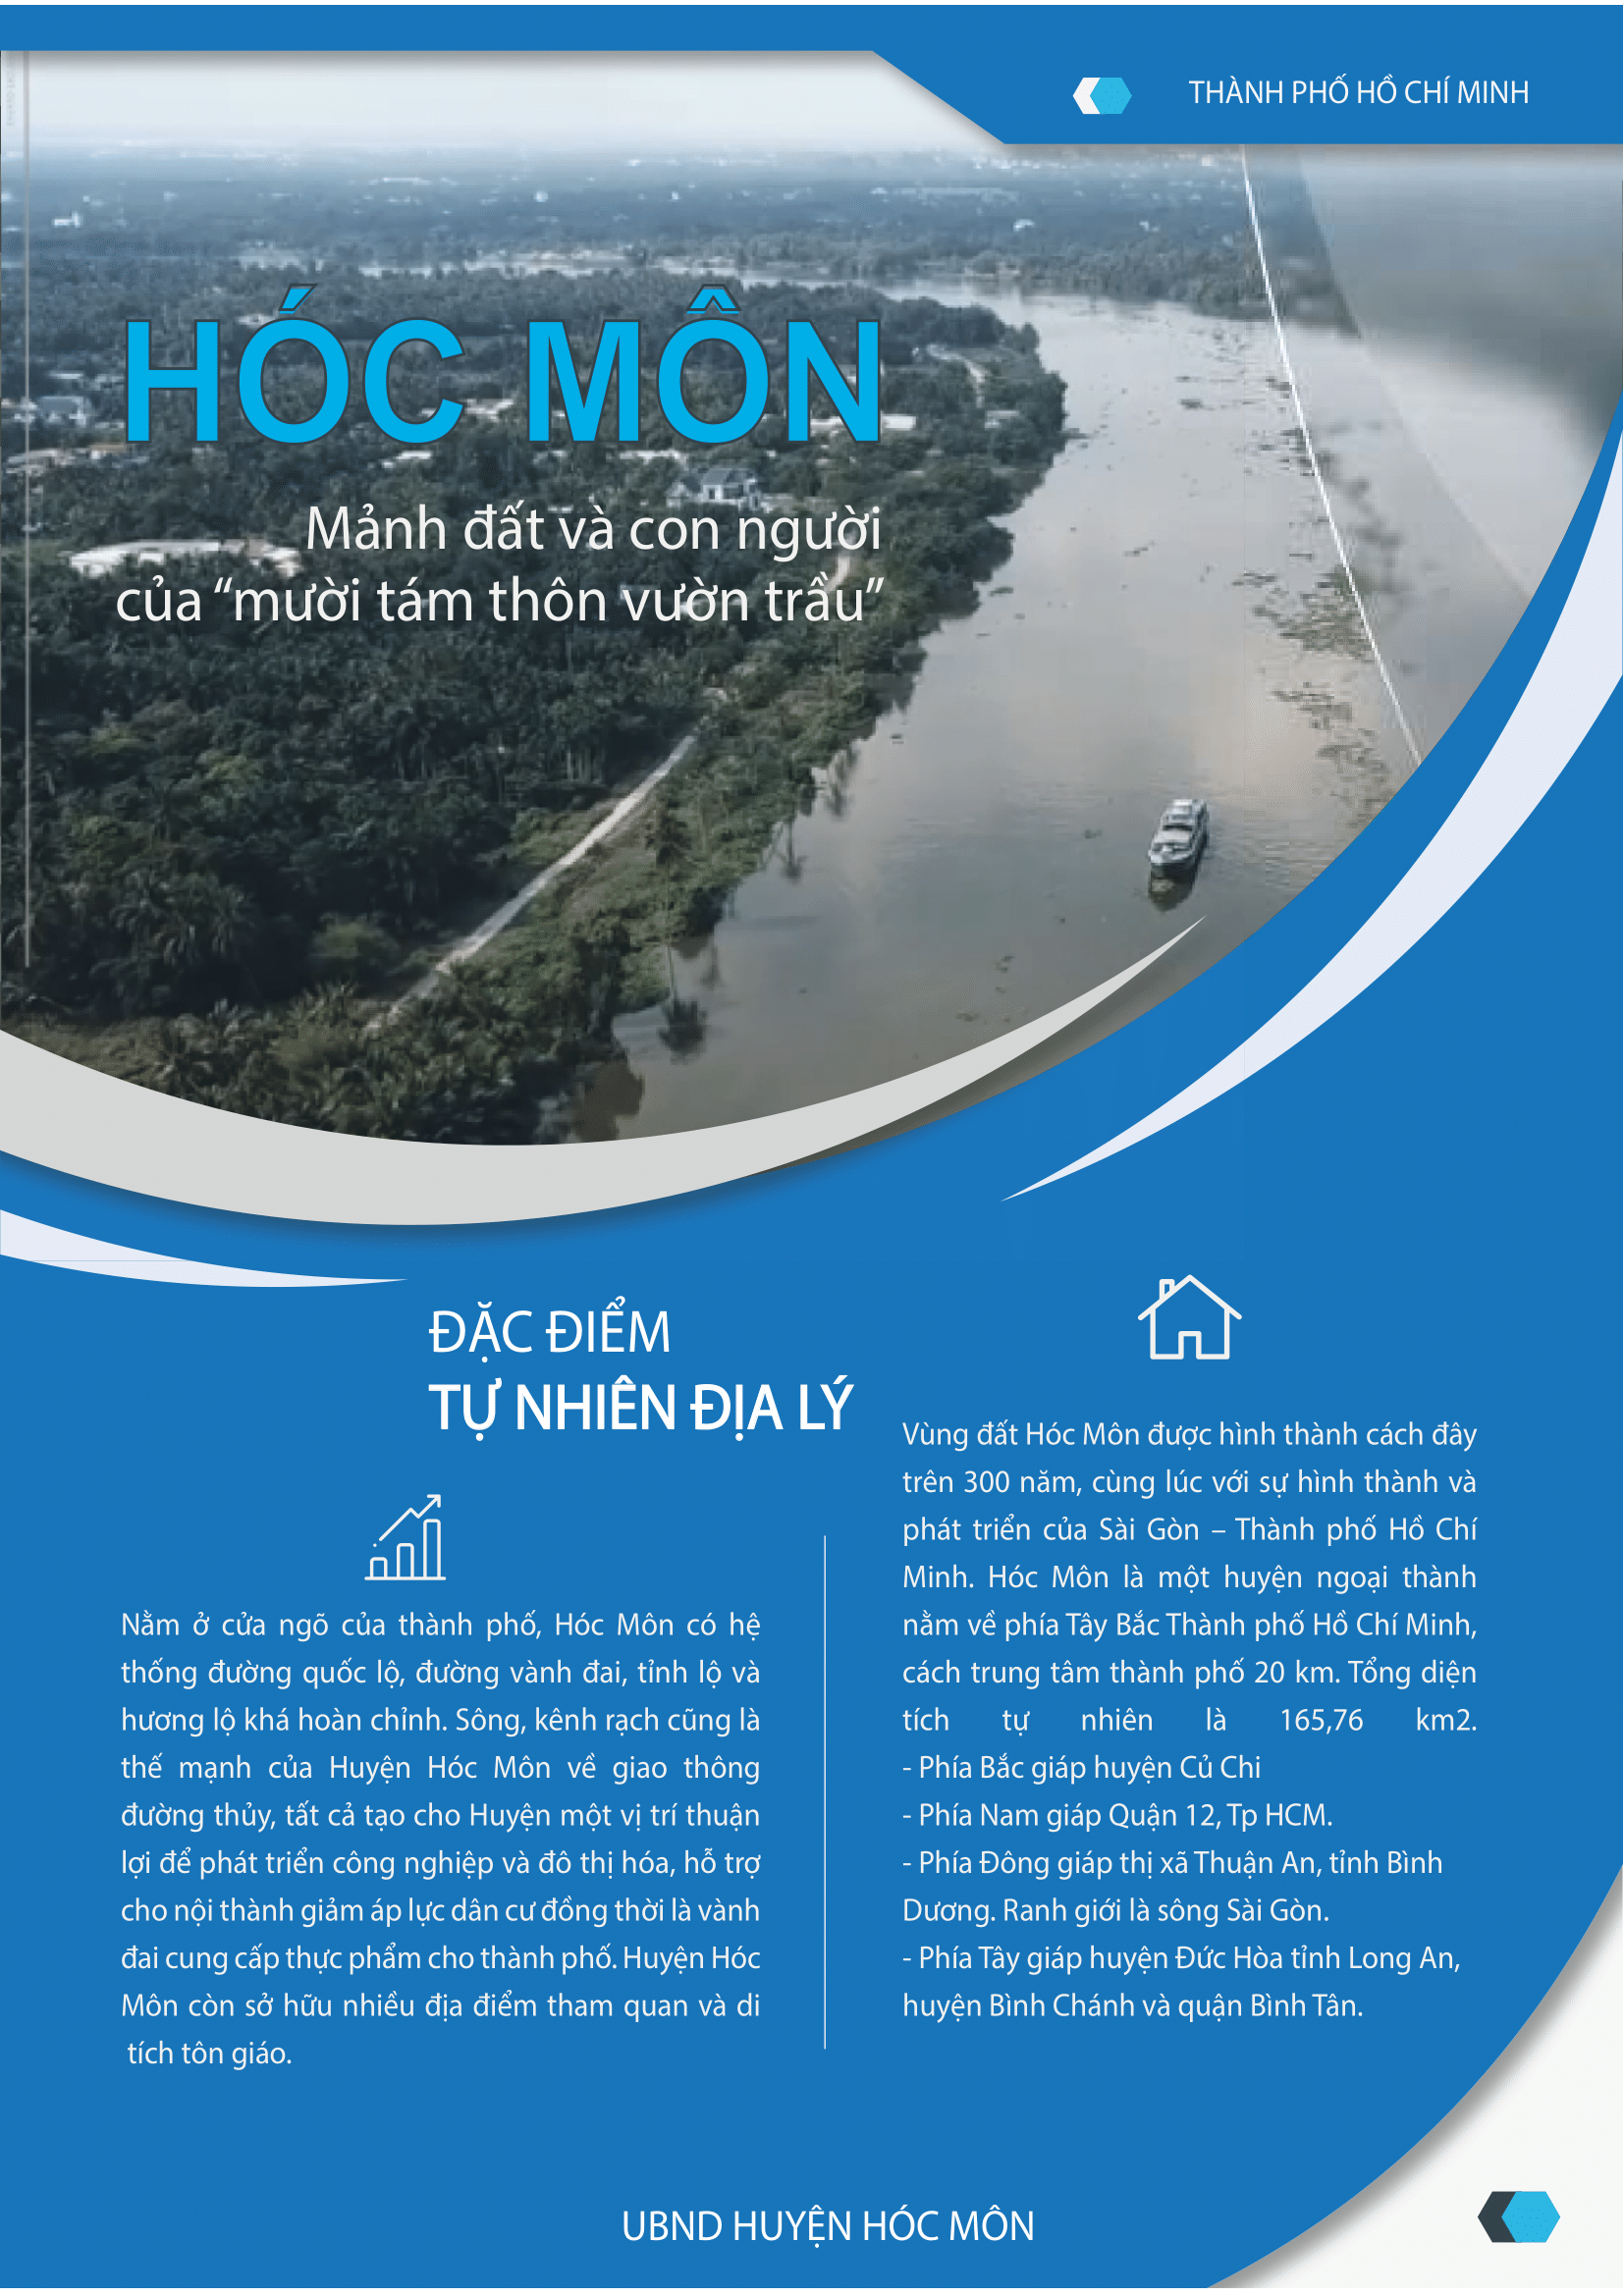 THÀNH PHỐ HỒ CHÍ MINH
HÓC MÔN
Mảnh đất và con người
của “mười tám thôn vườn trầu”
ĐẶC ĐIỂM
TỰ NHIÊN ĐỊA LÝ
Nằm ở cửa ngõ của thành phố, Hóc Môn có hệ
thống đường quốc lộ, đường vành đai, tỉnh lộ và
hương lộ khá hoàn chỉnh. Sông, kênh rạch cũng là
thế mạnh của Huyện Hóc Môn về giao thông
đường thủy, tất cả tạo cho Huyện một vị trí thuận
lợi để phát triển công nghiệp và đô thị hóa, hỗ trợ
cho nội thành giảm áp lực dân cư đồng thời là vành
đai cung cấp thực phẩm cho thành phố. Huyện Hóc
Môn còn sở hữu nhiều địa điểm tham quan và di
tích tôn giáo.
Vùng đất Hóc Môn được hình thành cách đây
trên 300 năm, cùng lúc với sự hình thành và
phát triển của Sài Gòn – Thành phố Hồ Chí
Minh. Hóc Môn là một huyện ngoại thành
nằm về phía Tây Bắc Thành phố Hồ Chí Minh,
cách trung tâm thành phố 20 km. Tổng diện
tích tự nhiên là 165,76 km2.
- Phía Bắc giáp huyện Củ Chi
- Phía Nam giáp Quận 12, Tp HCM.
- Phía Đông giáp thị xã Thuận An, tỉnh Bình
Dương. Ranh giới là sông Sài Gòn.
- Phía Tây giáp huyện Đức Hòa tỉnh Long An,
huyện Bình Chánh và quận Bình Tân.
UBND HUYỆN HÓC MÔN